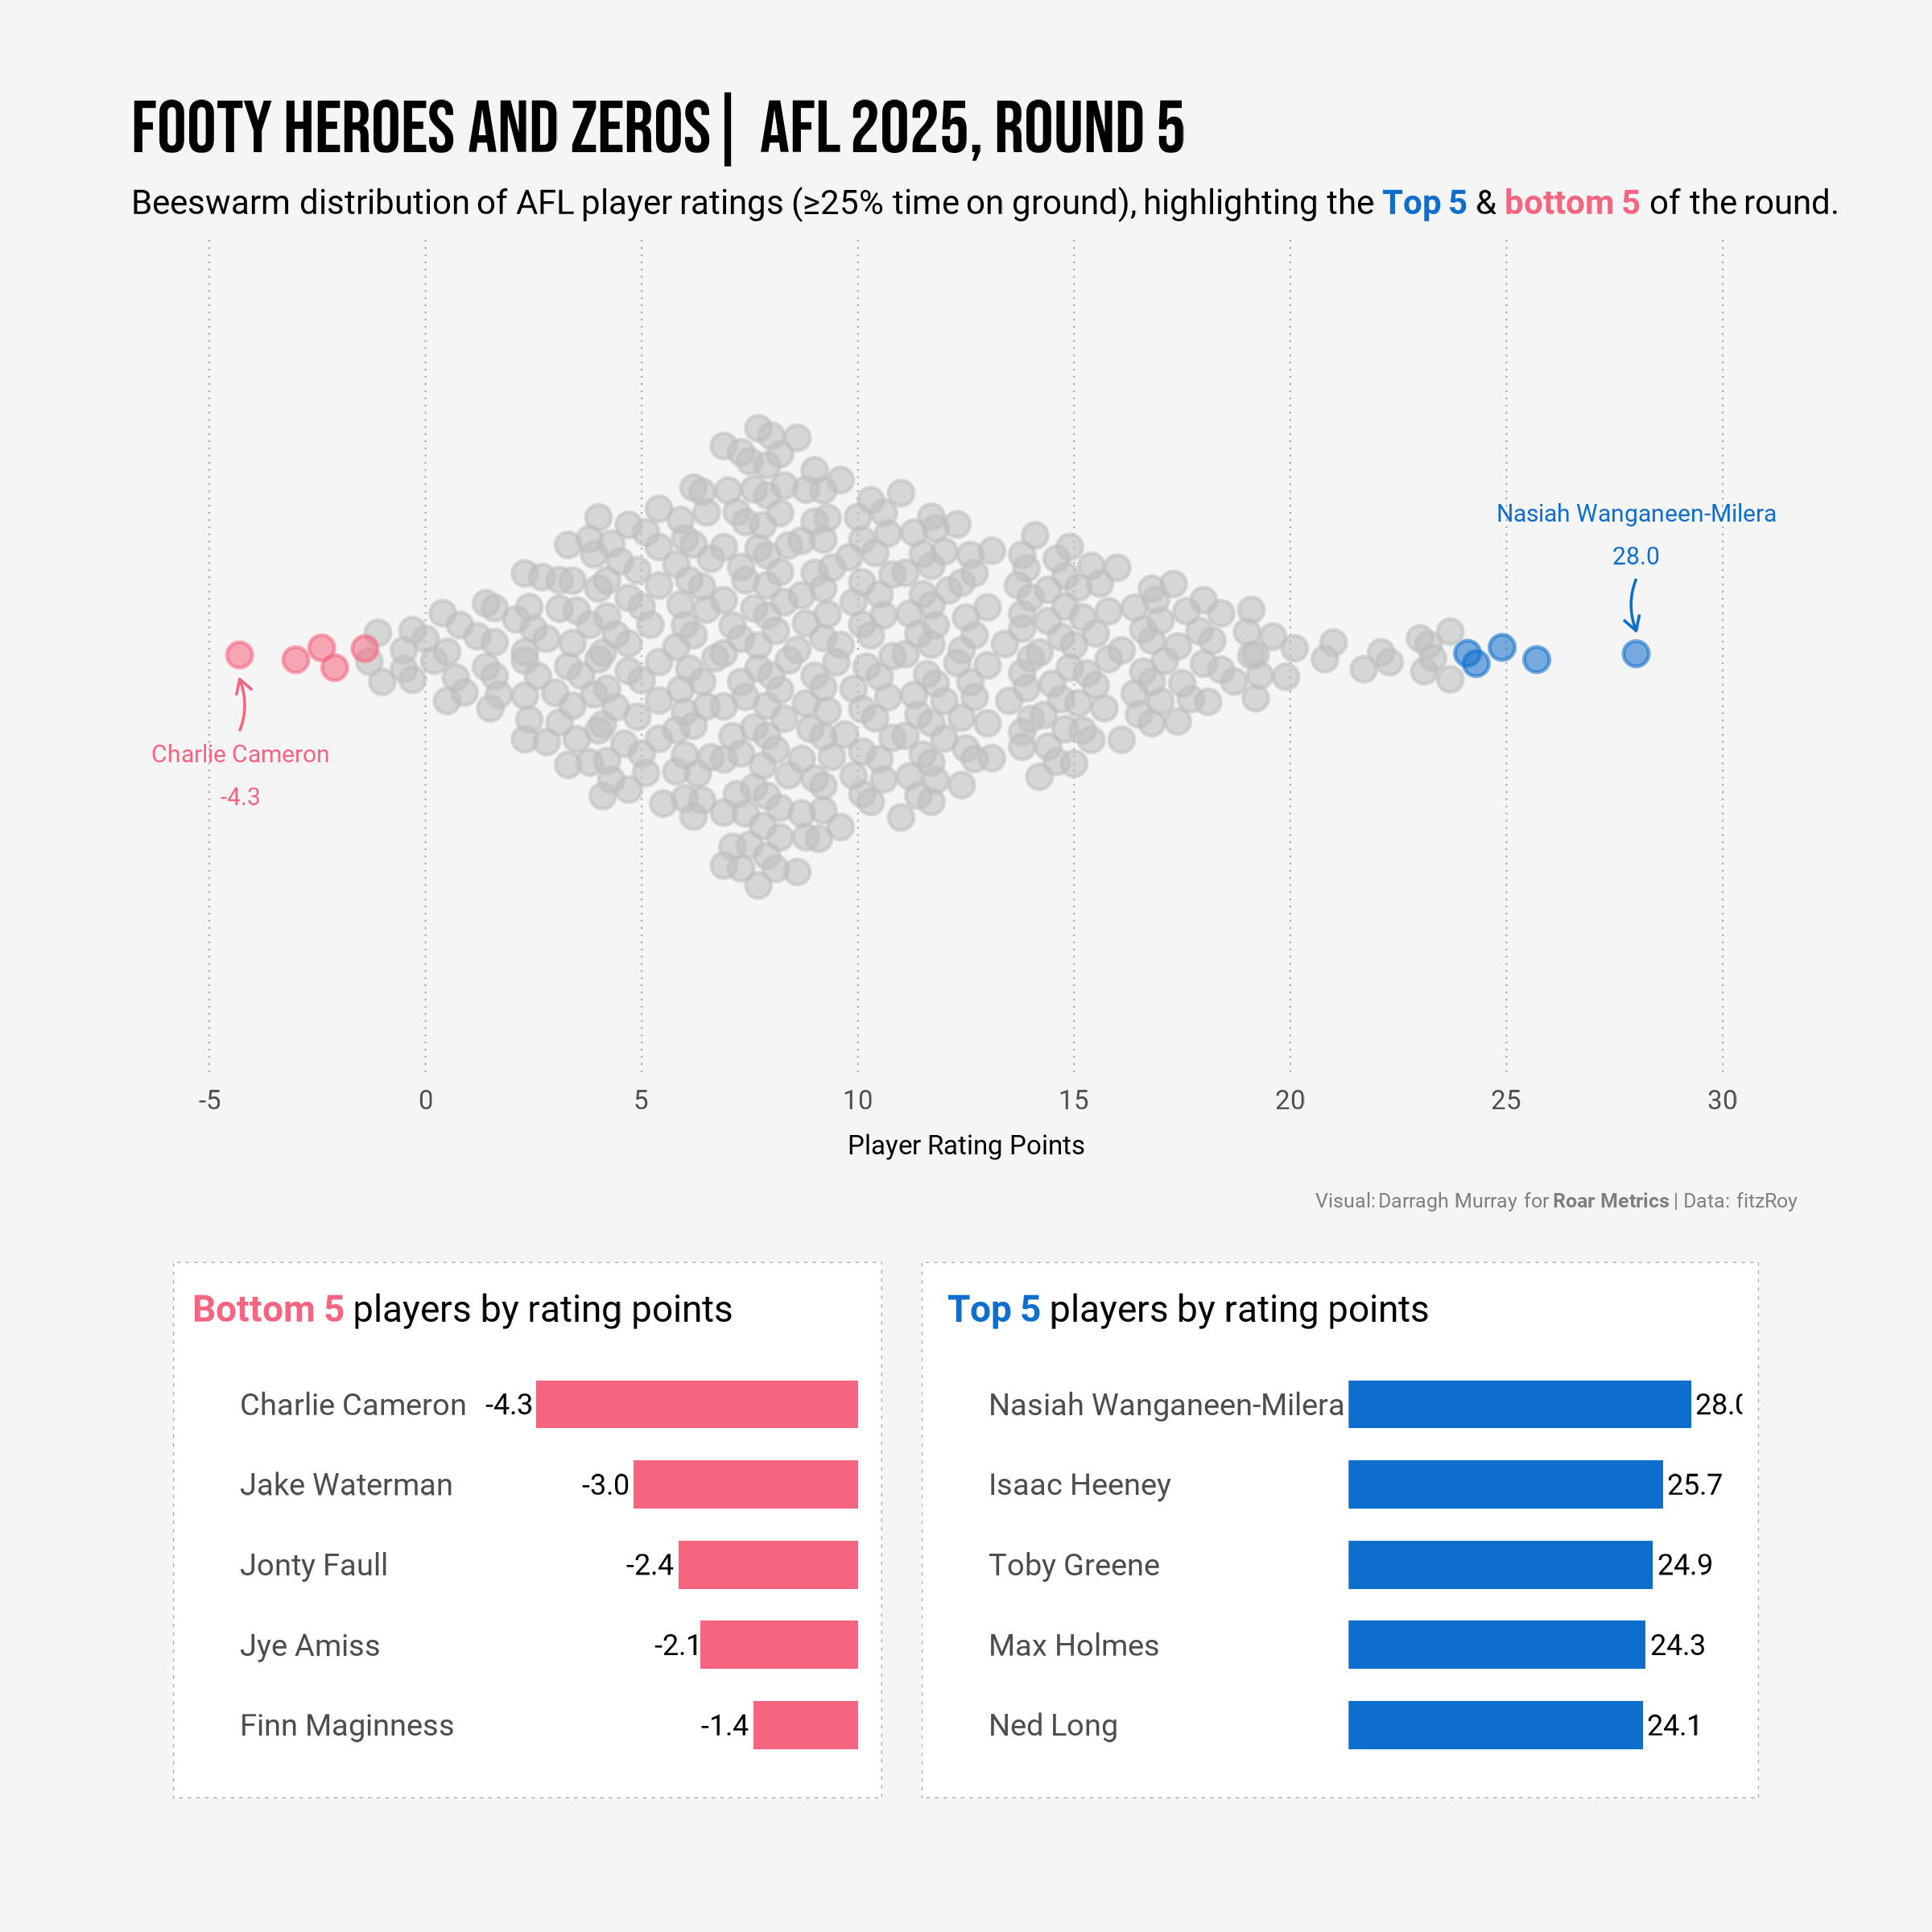 FOOTY HEROES AND ZEROS| AFL 2025, ROUND 5
Beeswarm distribution of AFL player ratings (≥25% time on ground), highlighting the Top 5 & bottom 5 of the round.
Nasiah Wanganeen-Milera
28.0
Charlie Cameron
-4.3
-5 0 5 10 15 20 25 30
Player Rating Points
Visual: Darragh Murray for Roar Metrics | Data: fitzRoy
Bottom 5 players by rating points
Charlie Cameron -4.3
Jake Waterman -3.0
Jonty Faull -2.4
Jye Amiss -2.1
Finn Maginness -1.4
Top 5 players by rating points
Nasiah Wanganeen-Milera 28.0
Isaac Heeney 25.7
Toby Greene 24.9
Max Holmes 24.3
Ned Long 24.1